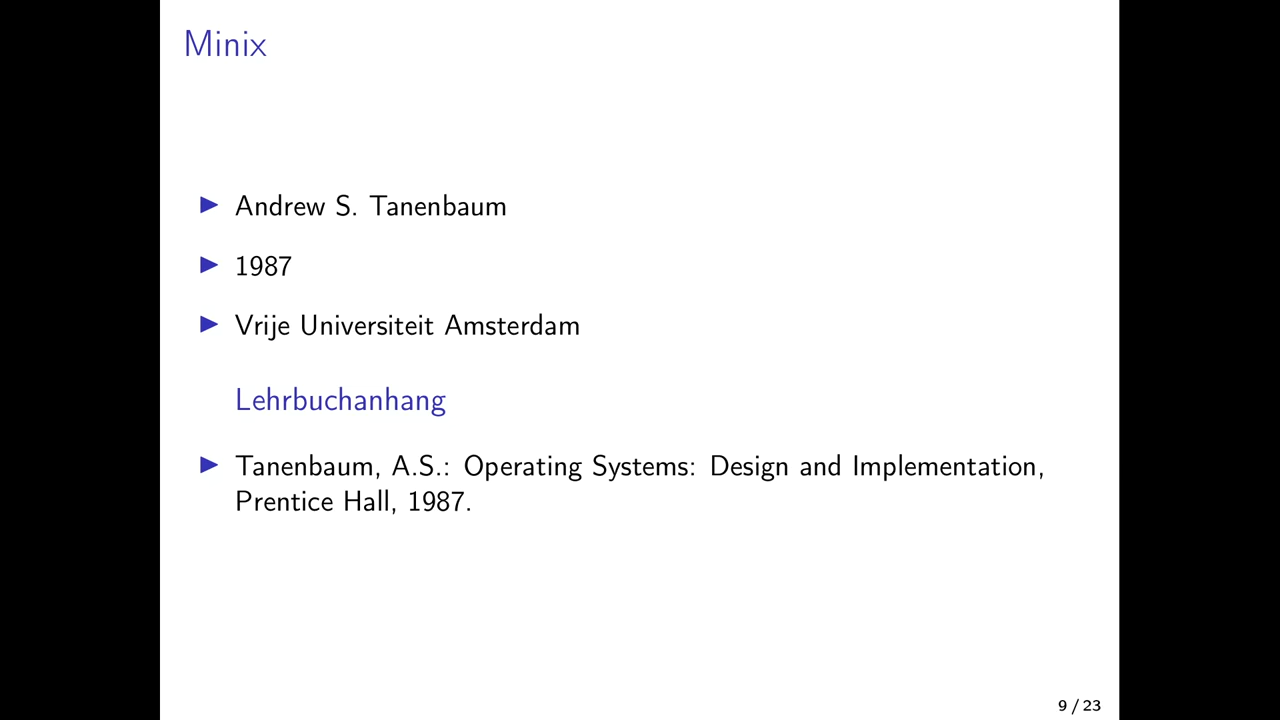 Minix
▶ Andrew S. Tanenbaum
▶ 1987
▶ Vrije Universiteit Amsterdam
Lehrbuchanhang
▶ Tanenbaum, A.S.: Operating Systems: Design and Implementation,
Prentice Hall, 1987.
9 / 23